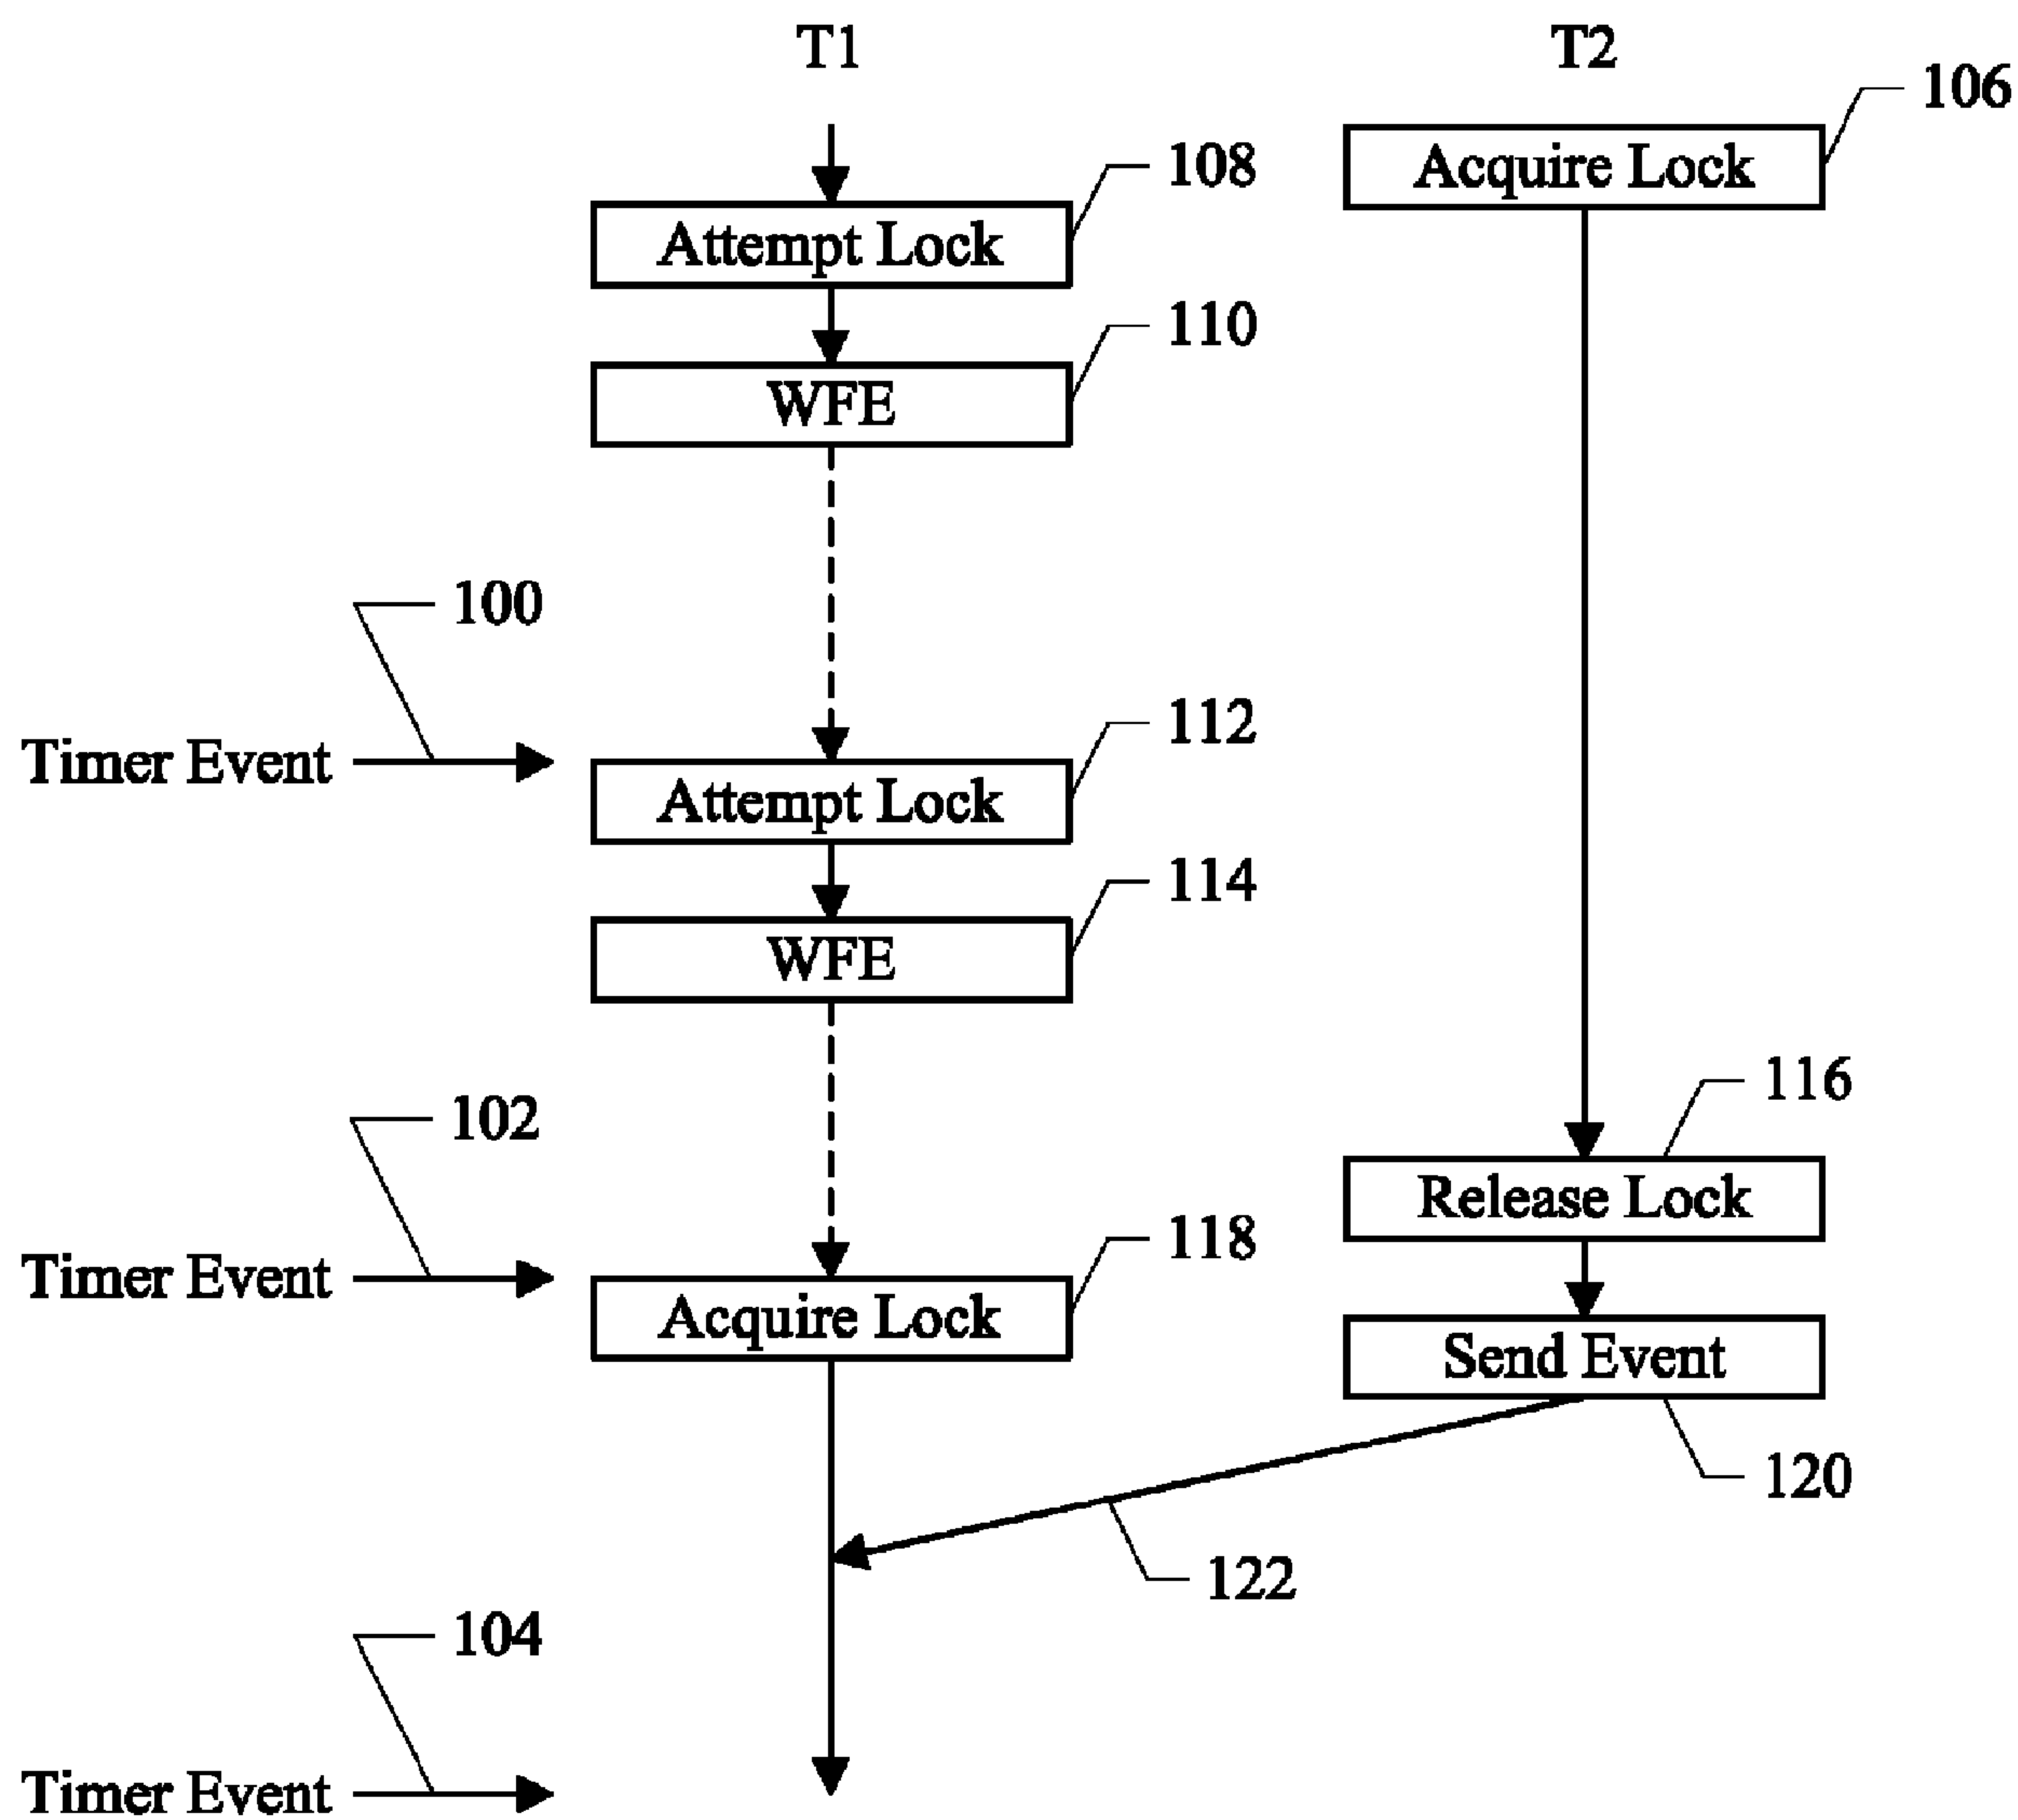 T1
T2
106
Acquire Lock
108
Attempt Lock
110
WFE
100
112
Timer Event
Attempt Lock
114
WFE
116
102
Release Lock
118
Timer Event
Acquire Lock
Send Event
120
122
104
Timer Event